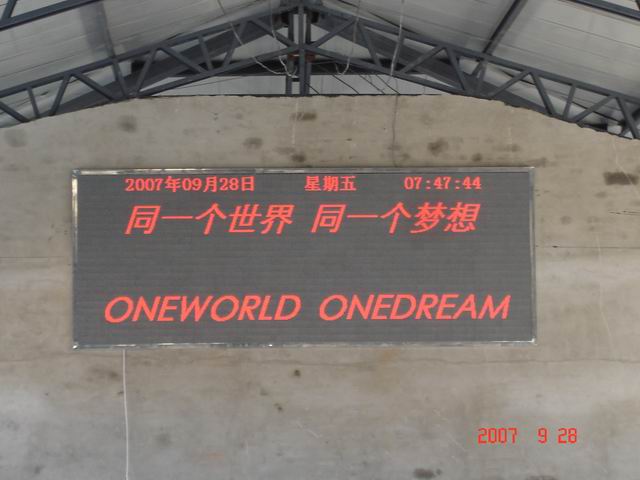 2007年09月28日 星期五 07:47:44
同一个世界 同一个梦想
ONEWORLD ONEDREAM
2007 9 28